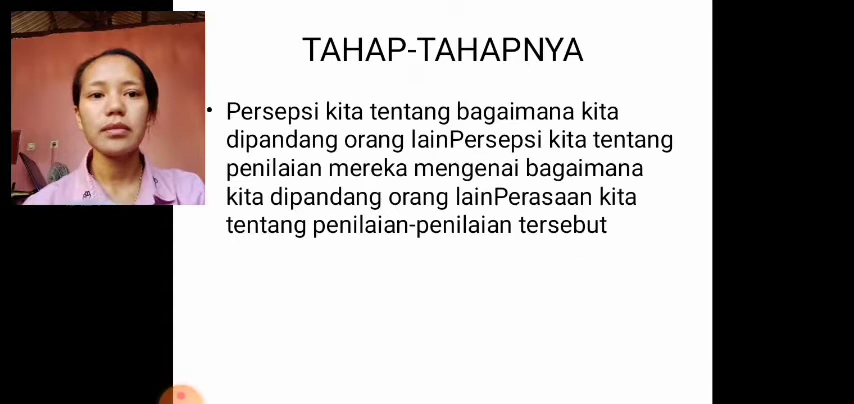 TAHAP-TAHAPNYA
• Persepsi kita tentang bagaimana kita
dipandang orang lainPersepsi kita tentang
penilaian mereka mengenai bagaimana
kita dipandang orang lainPerasaan kita
tentang penilaian-penilaian tersebut